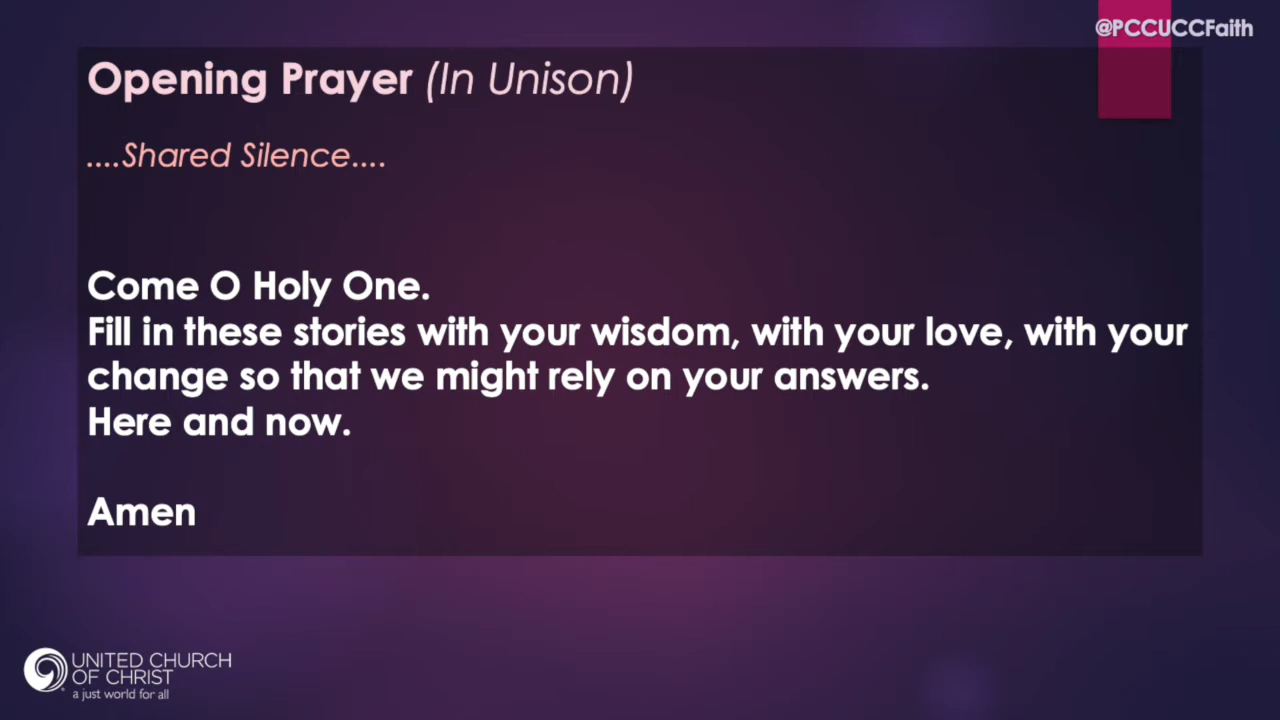 @PCCUCCFaith
Opening Prayer (In Unison)
....Shared Silence....
Come O Holy One.
Fill in these stories with your wisdom, with your love, with your
change so that we might rely on your answers.
Here and now.
Amen
UNITED CHURCH
OF CHRIST
a just world for all